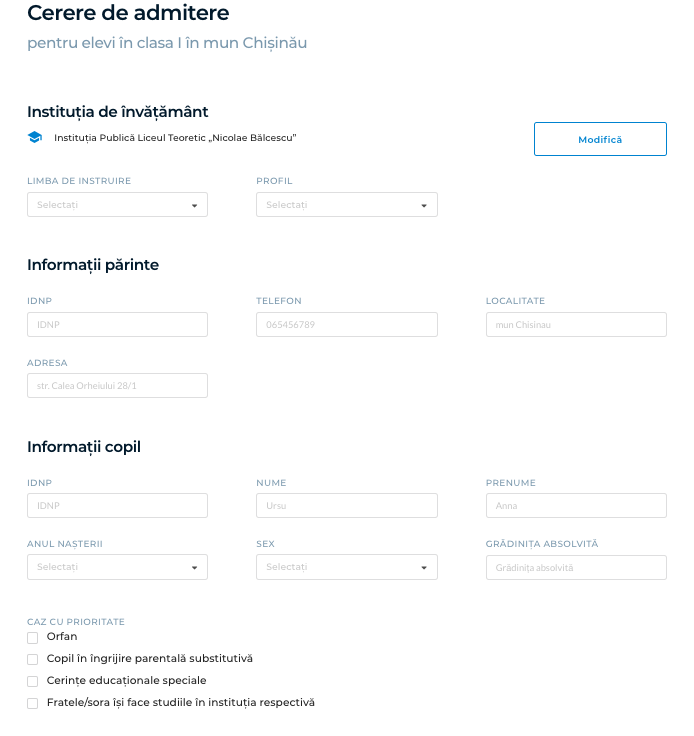 Cerere de admitere
pentru elevi în clasa I în mun Chișinău
Instituția de învățământ
Instituția Publică Liceul Teoretic „Nicolae Bălcescu”
Modifică
LIMBA DE INSTRUIRE PROFIL
Selectați Selectați
Informații părinte
IDNP TELEFON LOCALITATE
IDNP 065456789 mun Chisinau
ADRESA
str. Calea Orheiului 28/1
Informații copil
IDNP NUME PRENUME
IDNP Ursu Anna
ANUL NAȘTERII SEX GRĂDINIȚA ABSOLVITĂ
Selectați Selectați Grădinița absolvită
CAZ CU PRIORITATE
Orfan
Copil în îngrijire parentală substitutivă
Cerințe educaționale speciale
Fratele/sora își face studiile în instituția respectivă